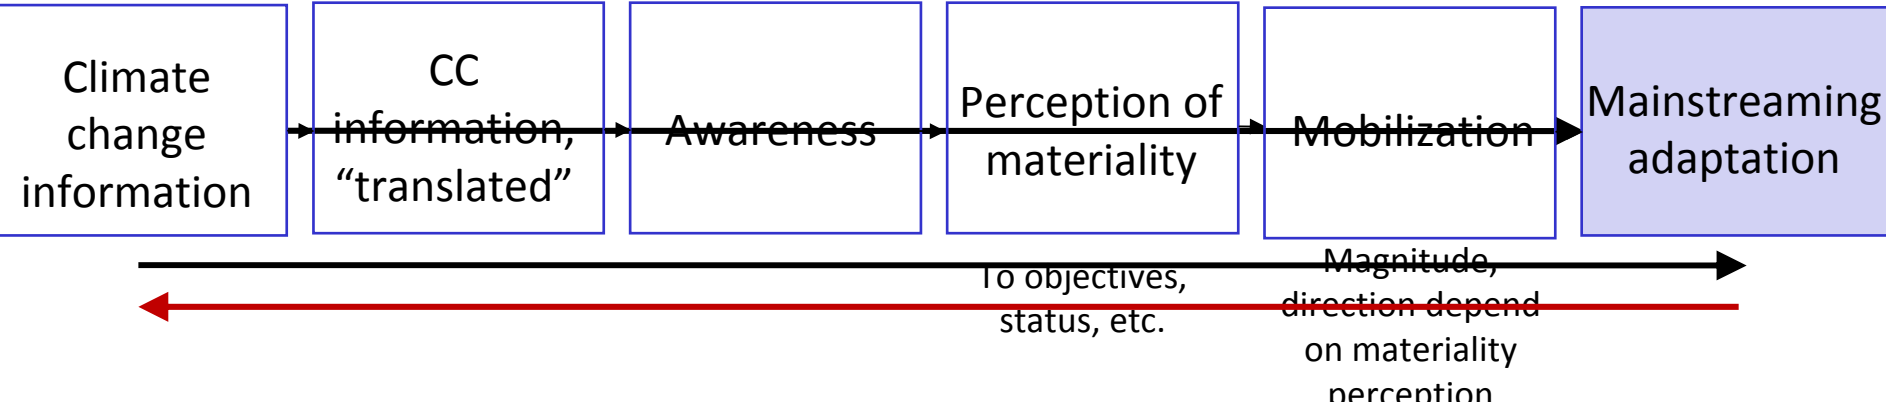 Climate
change
information
CC
information,
“translated”
Awareness
Perception of
materiality
Mobilization
Mainstreaming
adaptation
To objectives,
status, etc.
Magnitude,
direction depend
on materiality
perception